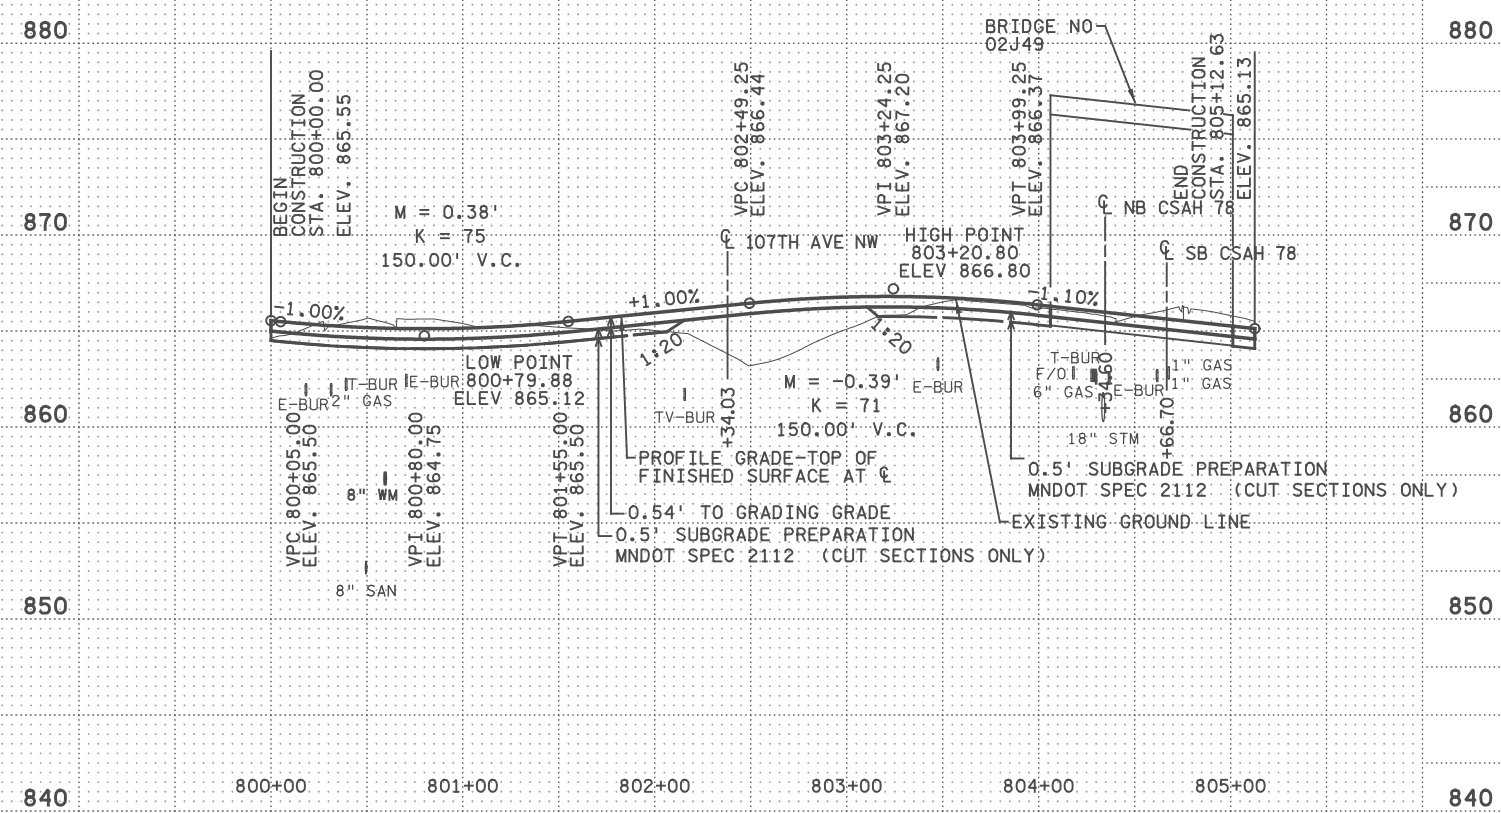 880
880
BRIDGE NO
02J49
BEGIN
CONSTRUCTION
STA. 800+00.00
ELEV. 865.55
VPC 802+49.25
ELEV. 866.44
VPI 803+24.25
ELEV. 867.20
VPT 803+99.25
ELEV. 866.37
END
CONSTRUCTION
STA. 805+12.63
ELEV. 865.13
870
870
M = 0.38'
K = 75
150.00' V.C.
℄ 107TH AVE NW
HIGH POINT
803+20.80
ELEV 866.80
℄ NB CSAH 78
℄ SB CSAH 78
-1.00%
+1.00%
-1.10%
1:20
1:20
LOW POINT
800+79.88
ELEV 865.12
M = -0.39'
K = 71
150.00' V.C.
E-BUR
2" GAS
T-BUR
E-BUR
TV-BUR
E-BUR
T-BUR
F/O
6" GAS
E-BUR
1" GAS
1" GAS
18" STM
+34.03
+34.60
+66.70
860
860
VPC 800+05.00
ELEV. 865.50
VPI 800+80.00
ELEV. 864.75
VPT 801+55.00
ELEV. 865.50
8" WM
8" SAN
PROFILE GRADE-TOP OF
FINISHED SURFACE AT ℄
0.54' TO GRADING GRADE
0.5' SUBGRADE PREPARATION
MNDOT SPEC 2112 (CUT SECTIONS ONLY)
0.5' SUBGRADE PREPARATION
MNDOT SPEC 2112 (CUT SECTIONS ONLY)
EXISTING GROUND LINE
850
850
800+00
801+00
802+00
803+00
804+00
805+00
840
840